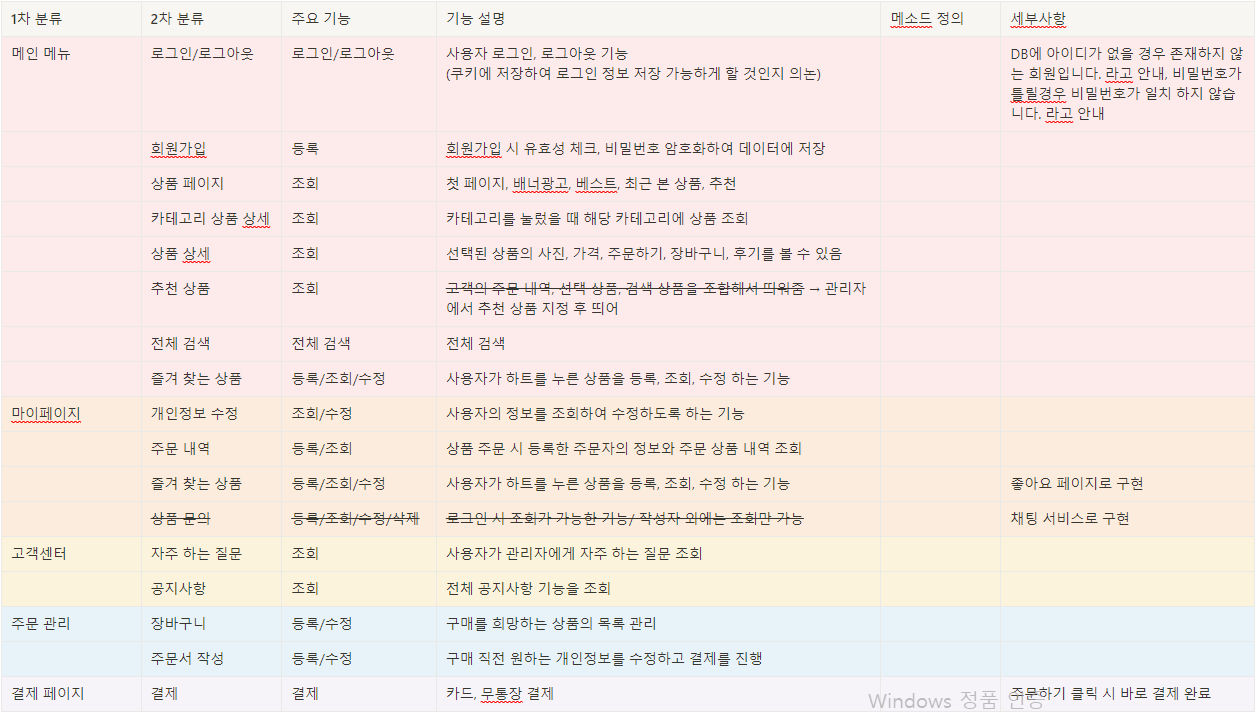 1차 분류 2차 분류 주요 기능 기능 설명 메소드 정의 세부사항
메인 메뉴 로그인/로그아웃 로그인/로그아웃 사용자 로그인, 로그아웃 기능
(쿠키에 저장하여 로그인 정보 저장 가능하게 할 것인지 의논)
DB에 아이디가 없을 경우 존재하지 않
는 회원입니다. 라고 안내, 비밀번호가
틀릴경우 비밀번호가 일치 하지 않습
니다. 라고 안내
회원가입 등록 회원가입 시 유효성 체크, 비밀번호 암호화하여 데이터에 저장
상품 페이지 조회 첫 페이지, 배너광고, 베스트, 최근 본 상품, 추천
카테고리 상품 상세 조회 카테고리를 눌렀을 때 해당 카테고리에 상품 조회
상품 상세 조회 선택된 상품의 사진, 가격, 주문하기, 장바구니, 후기를 볼 수 있음
추천 상품 조회 고객의 주문 내역, 선택 상품, 검색 상품을 조합해서 띄워줌 → 관리자
에서 추천 상품 지정 후 띄어
전체 검색 전체 검색 전체 검색
즐겨 찾는 상품 등록/조회/수정 사용자가 하트를 누른 상품을 등록, 조회, 수정 하는 기능
마이페이지 개인정보 수정 조회/수정 사용자의 정보를 조회하여 수정하도록 하는 기능
주문 내역 등록/조회 상품 주문 시 등록한 주문자의 정보와 주문 상품 내역 조회
즐겨 찾는 상품 등록/조회/수정 사용자가 하트를 누른 상품을 등록, 조회, 수정 하는 기능 좋아요 페이지로 구현
상품 문의 등록/조회/수정/삭제 로그인 시 조회가 가능한 기능/ 작성자 외에는 조회만 가능 채팅 서비스로 구현
고객센터 자주 하는 질문 조회 사용자가 관리자에게 자주 하는 질문 조회
공지사항 조회 전체 공지사항 기능을 조회
주문 관리 장바구니 등록/수정 구매를 희망하는 상품의 목록 관리
주문서 작성 등록/수정 구매 직전 원하는 개인정보를 수정하고 결제를 진행
결제 페이지 결제 결제 카드, 무통장 결제 주문하기 클릭 시 바로 결제 완료
Windows 정품 인증